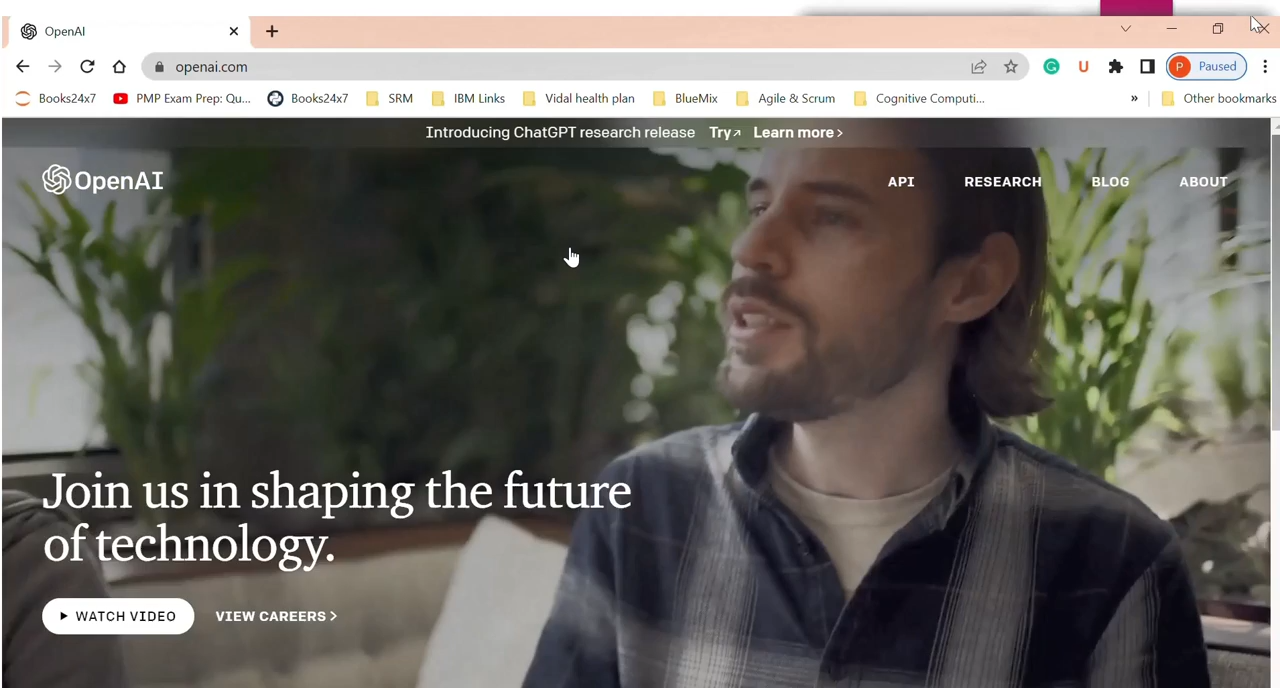 OpenAI
openai.com
P Paused
Books24x7 PMP Exam Prep: Qu... Books24x7 SRM IBM Links Vidal health plan BlueMix Agile & Scrum Cognitive Computi... » Other bookmarks
Introducing ChatGPT research release Try↗ Learn more >
OpenAI API RESEARCH BLOG ABOUT
Join us in shaping the future
of technology.
WATCH VIDEO VIEW CAREERS >